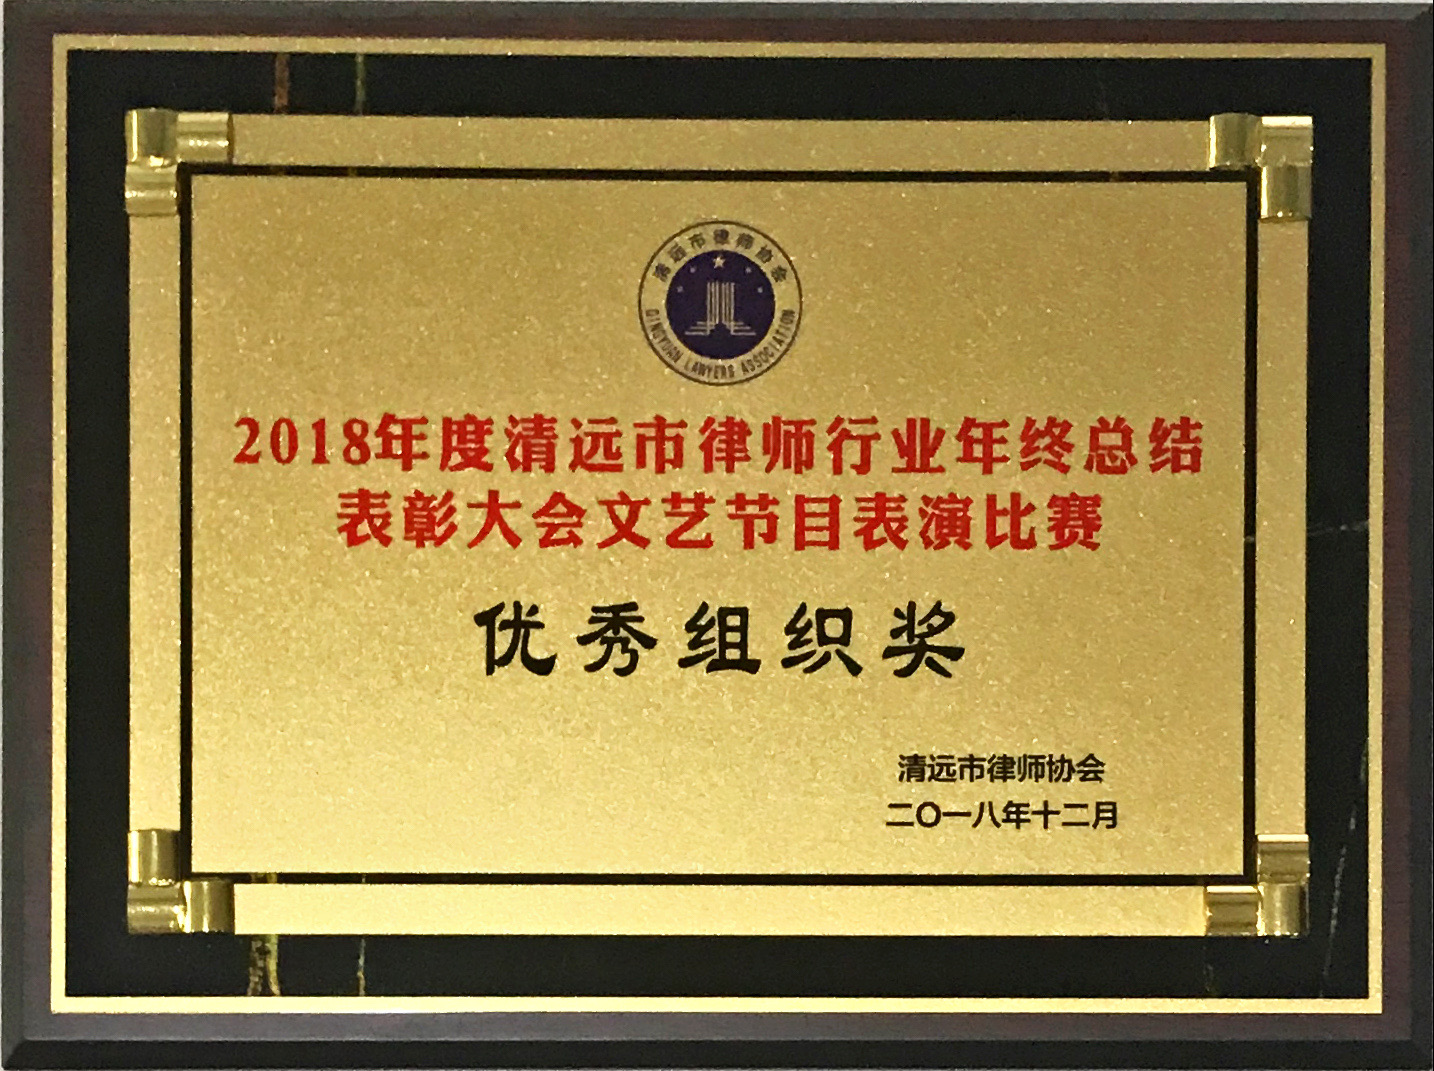 清远市律师协会
QINGYUAN LAWYERS ASSOCIATION
2018年度清远市律师行业年终总结
表彰大会文艺节目表演比赛
优秀组织奖
清远市律师协会
二〇一八年十二月